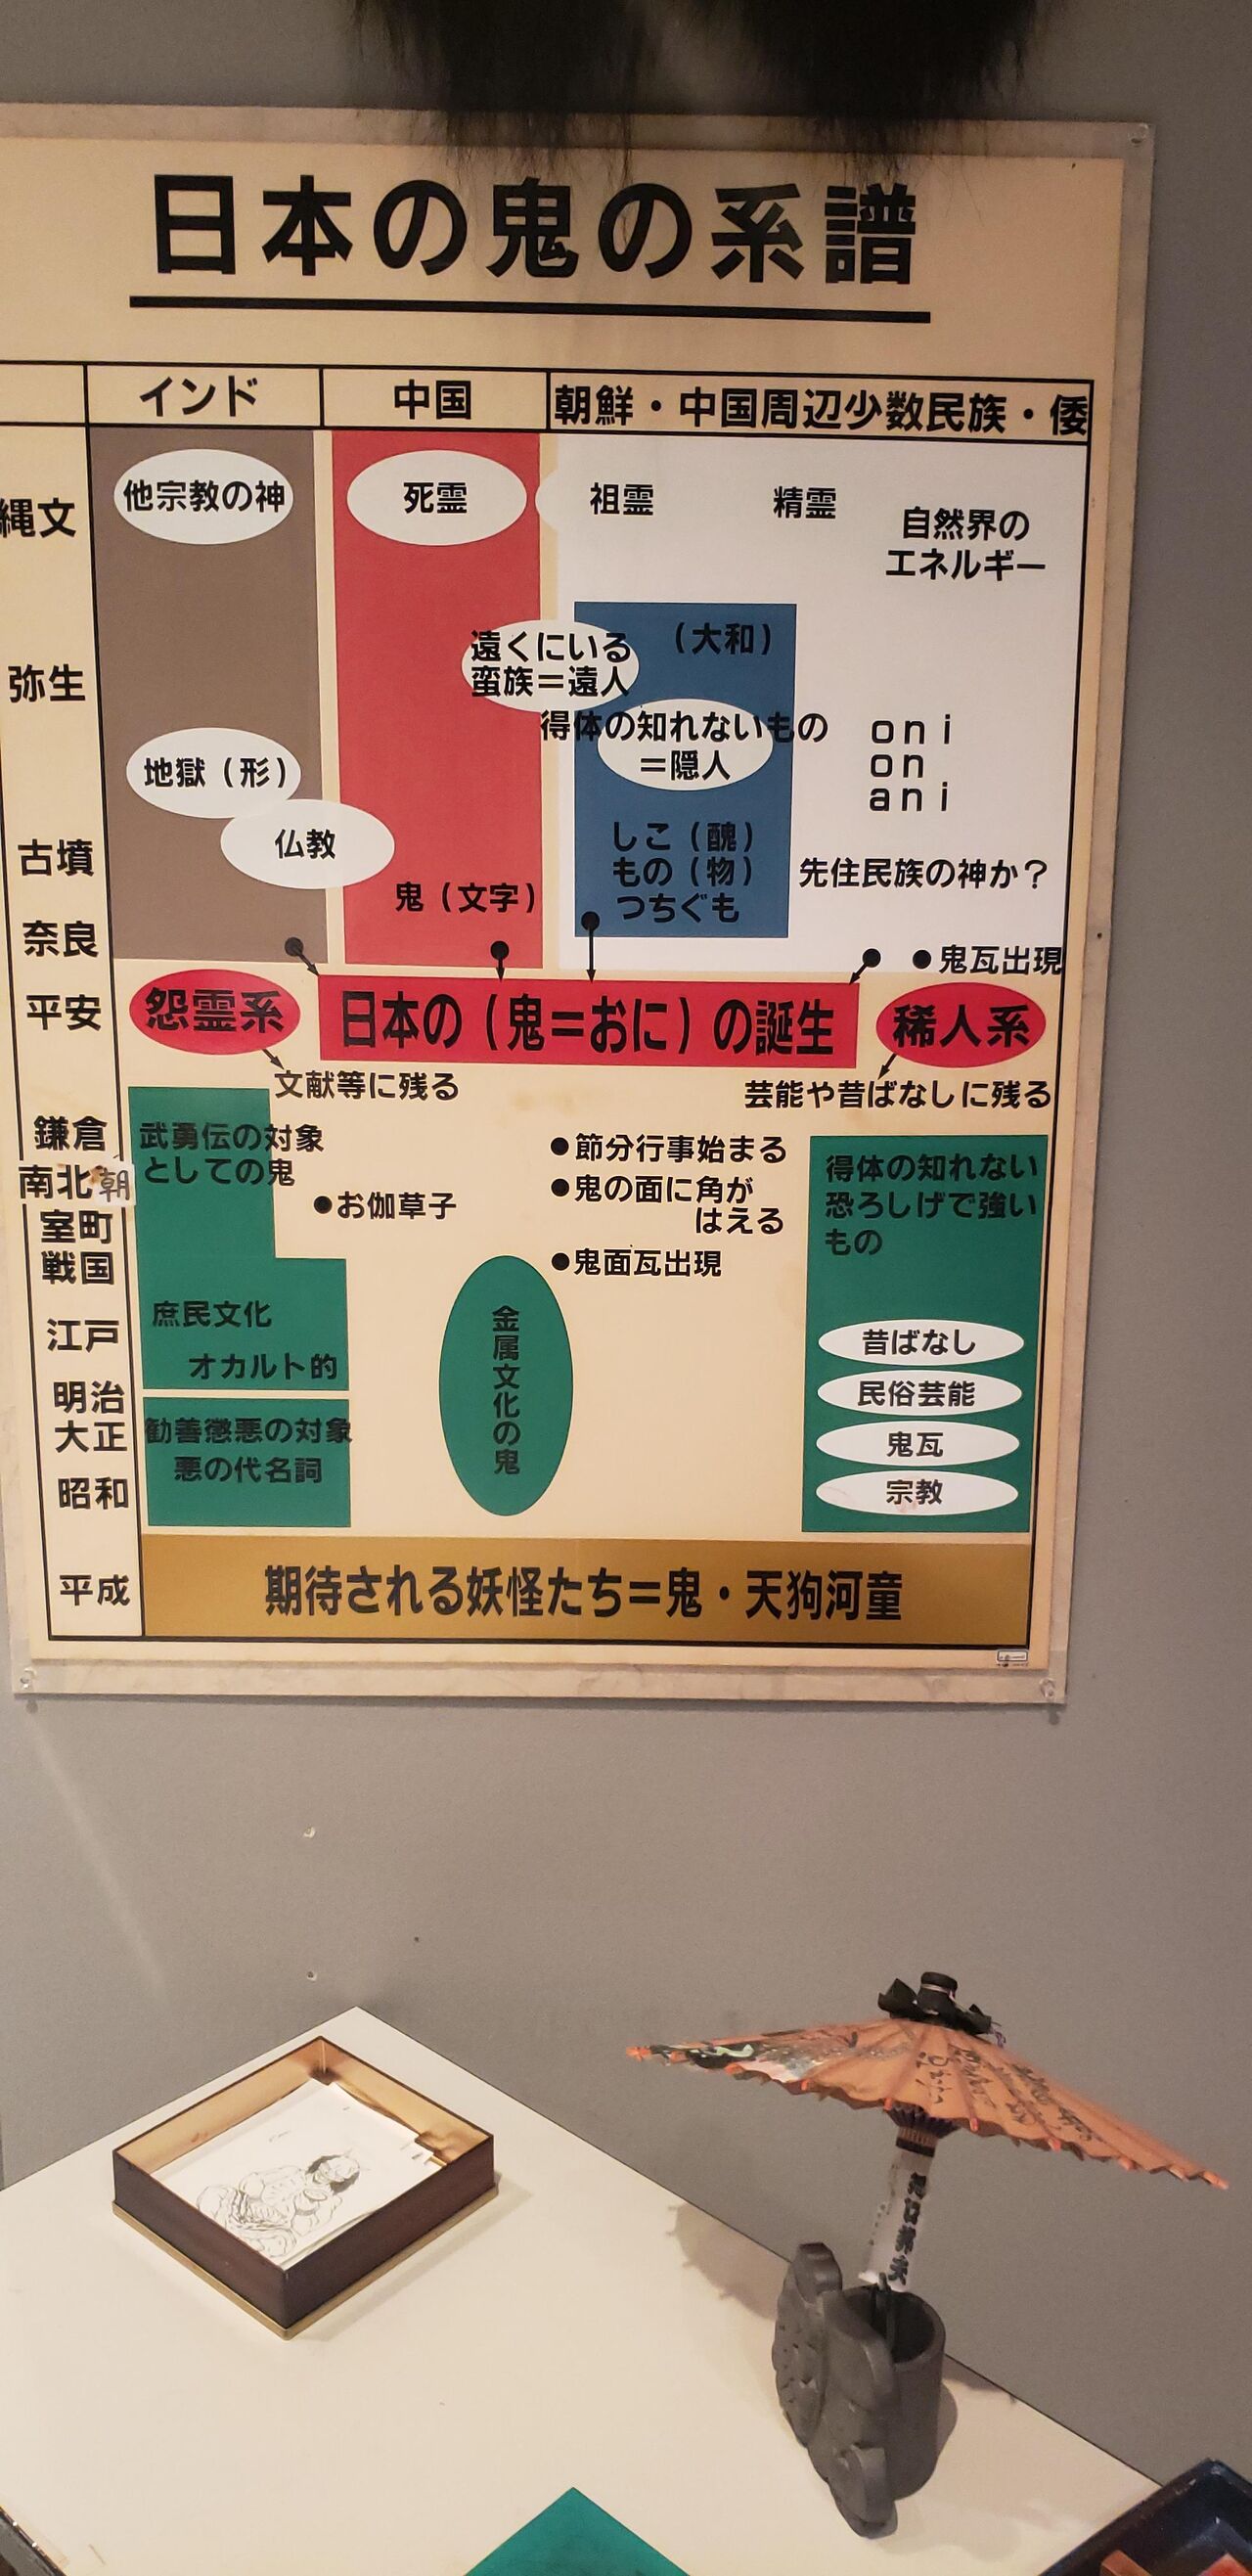 日本の鬼の系譜
インド
中国
朝鮮・中国周辺少数民族・倭
縄文
他宗教の神
死霊
祖霊
精霊
自然界の
エネルギー
弥生
遠くにいる
蛮族＝遠人
（大和）
得体の知れないもの
＝隠人
oni
on
ani
地獄（形）
仏教
古墳
鬼（文字）
しこ（醜）
もの（物）
つちぐも
先住民族の神か？
奈良
●鬼瓦出現
平安
怨霊系
日本の（鬼＝おに）の誕生
稀人系
文献等に残る
芸能や昔ばなしに残る
鎌倉
南北朝
室町
戦国
武勇伝の対象
としての鬼
●お伽草子
●節分行事始まる
●鬼の面に角が
はえる
●鬼面瓦出現
得体の知れない
恐ろしげで強い
もの
江戸
庶民文化
オカルト的
金属文化の鬼
昔ばなし
民俗芸能
鬼瓦
宗教
明治
大正
昭和
勧善懲悪の対象
悪の代名詞
平成
期待される妖怪たち＝鬼・天狗河童